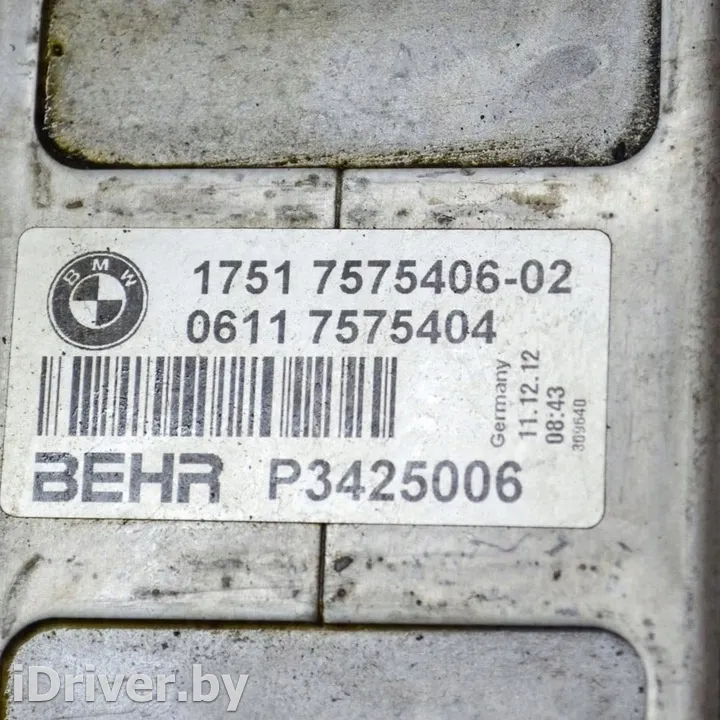 BMW
1751 7575406-02
0611 7575404
Germany
11.12.12
08:43
309640
BEHR P3425006
iDriver.by